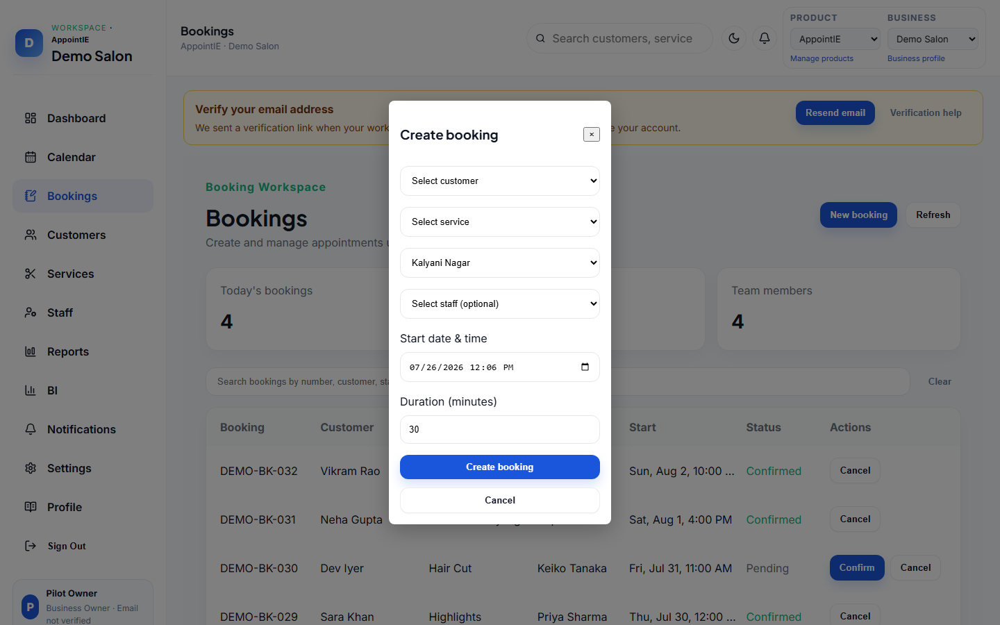 WORKSPACE · AppointIE
Demo Salon
Dashboard
Calendar
Bookings
Customers
Services
Staff
Reports
BI
Notifications
Settings
Profile
Sign Out
P
Pilot Owner
Business Owner · Email not verified
D
Bookings
AppointIE · Demo Salon
Search customers, service
PRODUCT
AppointIE
Manage products
BUSINESS
Demo Salon
Business profile
Verify your email address
We sent a verification link when your work
e your account.
Resend email
Verification help
Booking Workspace
Bookings
Create and manage appointments u
New booking
Refresh
Today's bookings
4
Team members
4
Search bookings by number, customer, sta
Clear
Booking Customer Start Status Actions
DEMO-BK-032 Vikram Rao Sun, Aug 2, 10:00 ... Confirmed Cancel
DEMO-BK-031 Neha Gupta Sat, Aug 1, 4:00 PM Confirmed Cancel
DEMO-BK-030 Dev Iyer Hair Cut Keiko Tanaka Fri, Jul 31, 11:00 AM Pending Confirm Cancel
DEMO-BK-029 Sara Khan Highlights Priya Sharma Thu, Jul 30, 12:00 ... Confirmed Cancel
Create booking
×
Select customer
Select service
Kalyani Nagar
Select staff (optional)
Start date & time
07/26/2026 12:06 PM
Duration (minutes)
30
Create booking
Cancel